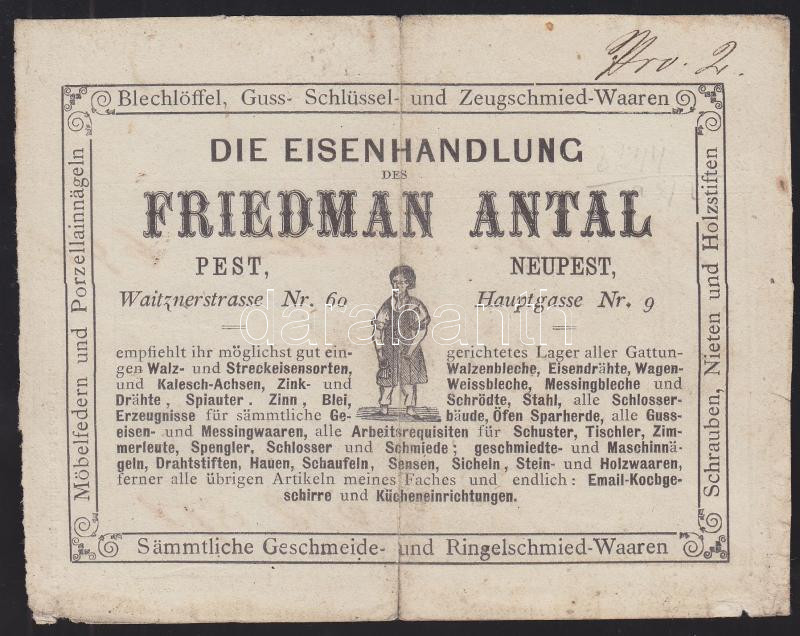 Pro. 2.
Blechlöffel, Guss- Schlüssel- und Zeugschmied-Waaren
Möbelfedern und Porzellainnägeln
DIE EISENHANDLUNG
DES
FRIEDMAN ANTAL
PEST,
Waitznerstrasse Nr. 60
NEUPEST,
Hauptgasse Nr. 9
empfiehlt ihr möglichst gut ein- gerichtetes Lager aller Gattun-
gen Walz- und Streckeisensorten, Walzenbleche, Eisendrähte, Wagen-
und Kalesch-Achsen, Zink- und Weissbleche, Messingbleche und
Drähte, Spiauter. Zinn, Blei, Schrödte, Stahl, alle Schlosser-
Erzeugnisse für sämmtliche Ge- bäude, Öfen Sparherde, alle Guss-
eisen- und Messingwaaren, alle Arbeitsrequisiten für Schuster, Tischler, Zim-
merleute, Spengler, Schlosser und Schmiede; geschmiedte- und Maschinnä-
geln, Drahtstiften, Hauen, Schaufeln, Sensen, Sicheln, Stein- und Holzwaaren,
ferner alle übrigen Artikeln meines Faches und endlich: Email-Kochge-
schirre und Kücheneinrichtungen.
Schrauben, Nieten und Holzstiften
Sämmtliche Geschmeide- und Ringelschmied-Waaren
darabanth